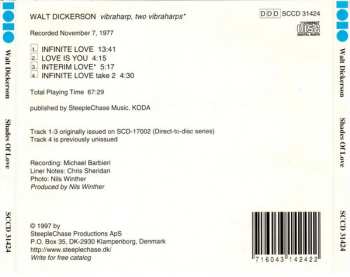 WALT DICKERSON vibraharp, two vibraharps*
DDD SCCD 31424
COMPACT
disc
DIGITAL AUDIO
Recorded November 7, 1977
1 INFINITE LOVE 13:41
2 LOVE IS YOU 4:15
3 INTERIM LOVE* 5:17
4 INFINITE LOVE take 2 4:30
Total Playing Time 67:29
published by SteepleChase Music, KODA
Track 1-3 originally issued on SCD-17002 (Direct-to-disc series)
Track 4 is previously unissued
Recording: Michael Barbieri
Liner Notes: Chris Sheridan
Photo: Nils Winther
Produced by Nils Winther
© 1997 by
SteepleChase Productions ApS
P.O. Box 35, DK-2930 Klampenborg, Denmark
http://www.steeplechase.dk/
Write for free catalog
7 16043 14242 2
Walt Dickerson Shades Of Love SCCD 31424
Walt Dickerson Shades Of Love SCCD 31424